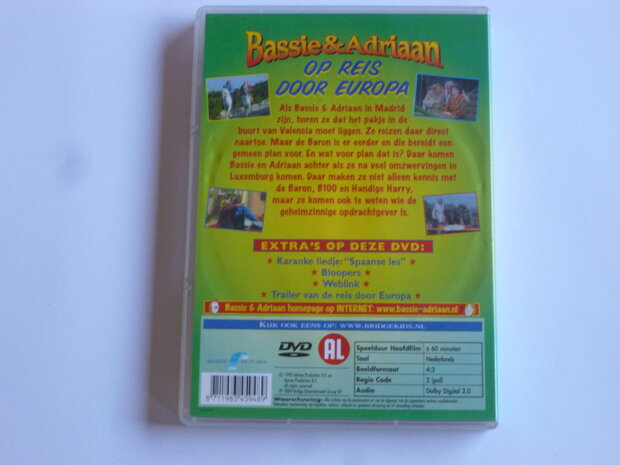 Bassie & Adriaan
OP REIS
DOOR EUROPA
Als Bassie & Adriaan in Madrid
zijn, horen ze dat het pakje in de
buurt van Valencia moet liggen. Ze reizen daar direct
naartoe. Maar de Baron is er eerder en die bereidt een
gemeen plan voor. En wat voor plan dat is? Daar komen
Bassie en Adriaan achter als ze na veel omzwervingen in
Luxemburg komen. Daar maken ze niet alleen kennis met
de Baron, B100 en Handige Harry,
maar ze komen ook te weten wie de
geheimzinnige opdrachtgever is.
EXTRA'S OP DEZE DVD:
★ Karaoke liedje: "Spaanse les" ★
★ Bloopers ★
★ Weblink ★
★ Trailer van de reis door Europa ★
Bassie & Adriaan homepage op INTERNET: www.bassie-adriaan.nl
KIJK OOK EENS OP: WWW.BRIDGEKIDS.NL
DVD
AL
Speelduur Hoofdfilm ± 60 minuten
Taal Nederlands
Beeldformaat 4:3
Regio Code 2 (pal)
Audio Dolby Digital 2.0
8 711983 459489
Waarschuwing: